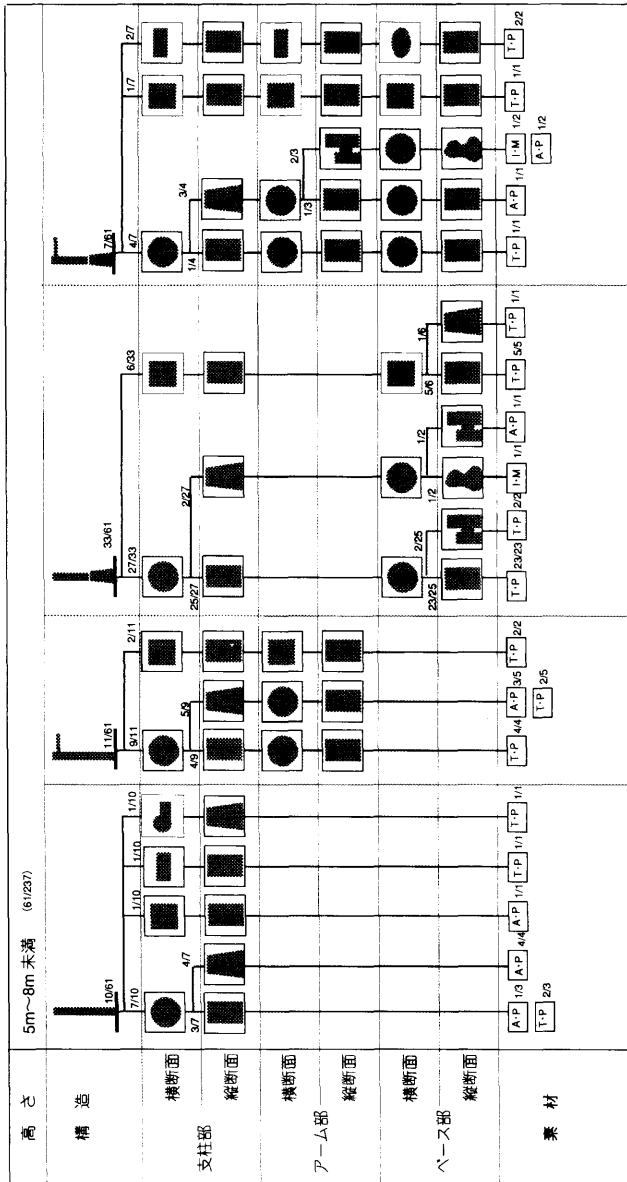 高さ
5m〜8m 未満 (61/237)
構造
10/61
11/61
33/61
7/61
支柱部
横断面
7/10
1/10
1/10
1/10
9/11
2/11
27/33
6/33
4/7
1/7
2/7
縦断面
3/7
4/7
4/9
5/9
25/27
2/27
1/4
3/4
アーム部
横断面
縦断面
1/3
2/3
ベース部
横断面
縦断面
23/25
2/25
1/2
1/2
5/6
1/6
素材
A・P 1/3
T・P 2/3
A・P 4/4
A・P 1/1
T・P 1/1
T・P 1/1
T・P 4/4
A・P 3/5
T・P 2/5
T・P 2/2
T・P 23/23
T・P 2/2
I・M 1/1
A・P 1/1
T・P 5/5
T・P 1/1
T・P 1/1
A・P 1/1
I・M 1/2
A・P 1/2
T・P 1/1
T・P 2/2